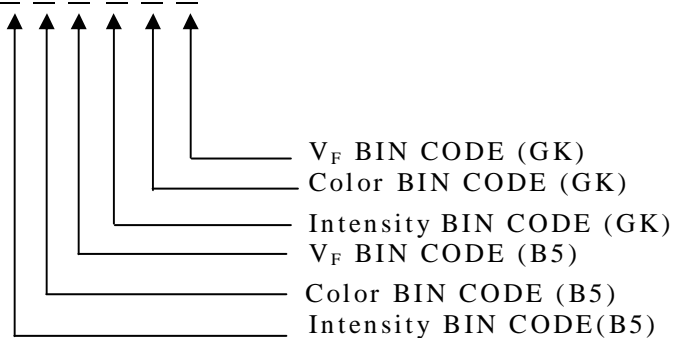 V_F BIN CODE (GK)
Color BIN CODE (GK)
Intensity BIN CODE (GK)
V_F BIN CODE (B5)
Color BIN CODE (B5)
Intensity BIN CODE(B5)